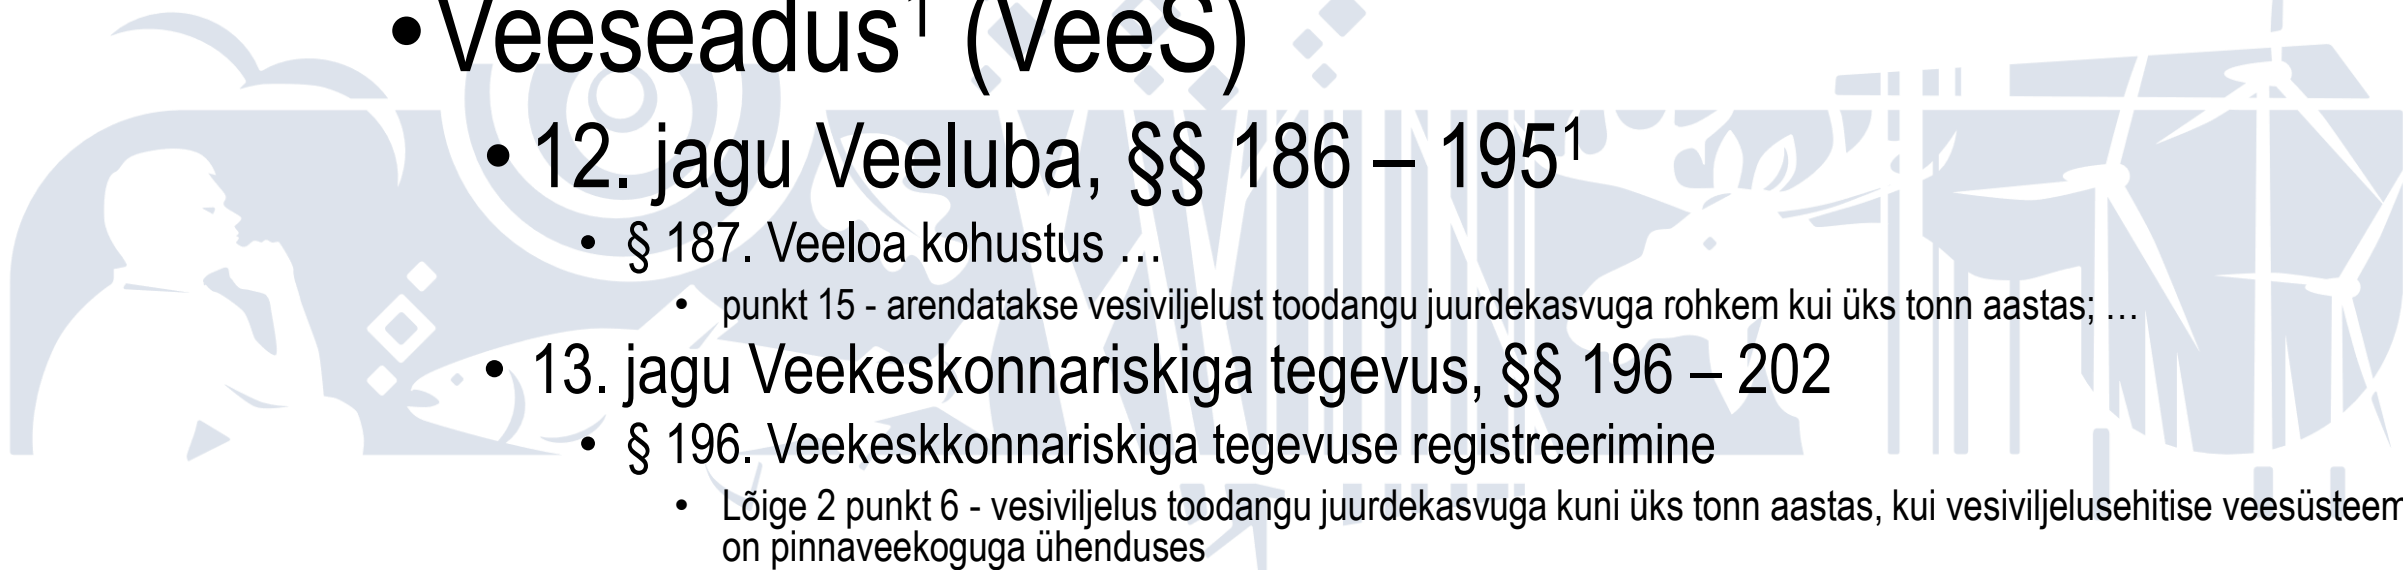 •Veeseadus¹ (VeeS)
• 12. jagu Veeluba, §§ 186 – 195¹
• § 187. Veeloa kohustus …
• punkt 15 - arendatakse vesiviljelust toodangu juurdekasvuga rohkem kui üks tonn aastas; …
• 13. jagu Veekeskonnariskiga tegevus, §§ 196 – 202
• § 196. Veekeskkonnariskiga tegevuse registreerimine
• Lõige 2 punkt 6 - vesiviljelus toodangu juurdekasvuga kuni üks tonn aastas, kui vesiviljelusehitise veesüsteem
on pinnaveekoguga ühenduses